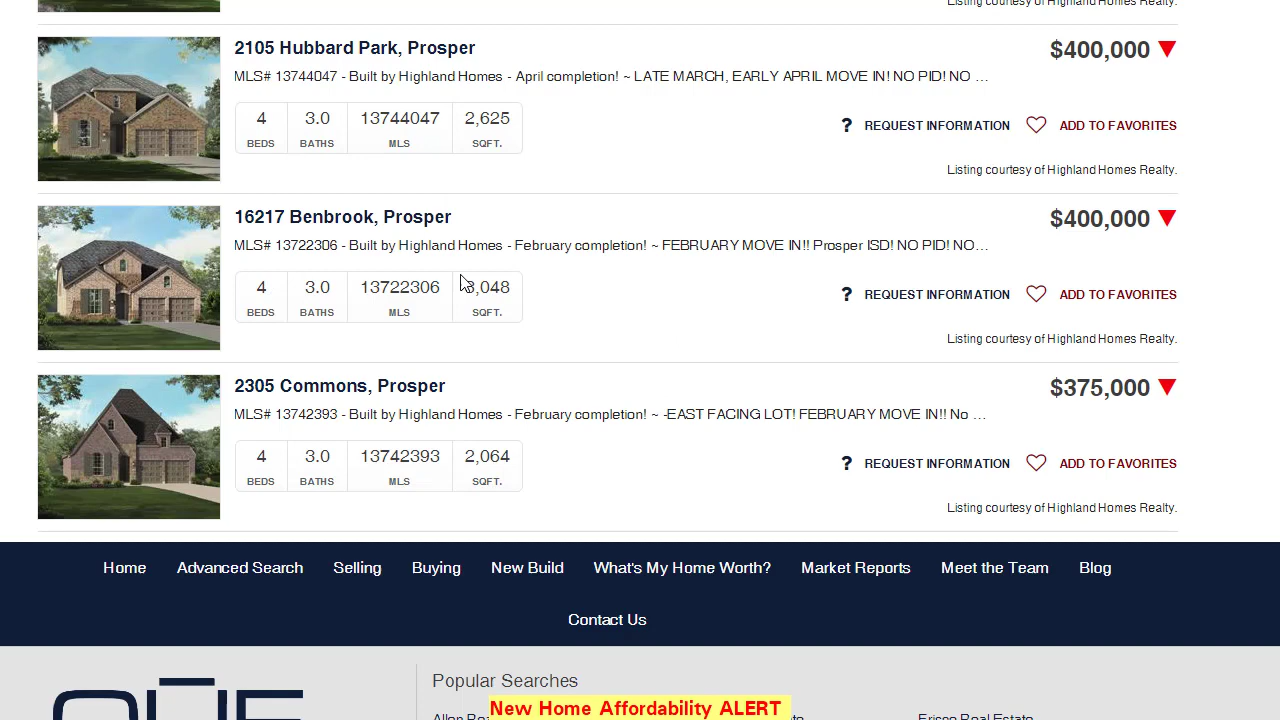 Listing courtesy of Highland Homes Realty.
2105 Hubbard Park, Prosper
$400,000
MLS# 13744047 - Built by Highland Homes - April completion! ~ LATE MARCH, EARLY APRIL MOVE IN! NO PID! NO …
4 3.0 13744047 2,625
BEDS BATHS MLS SQFT.
? REQUEST INFORMATION ADD TO FAVORITES
Listing courtesy of Highland Homes Realty.
16217 Benbrook, Prosper
$400,000
MLS# 13722306 - Built by Highland Homes - February completion! ~ FEBRUARY MOVE IN!! Prosper ISD! NO PID! NO…
4 3.0 13722306 3,048
BEDS BATHS MLS SQFT.
? REQUEST INFORMATION ADD TO FAVORITES
Listing courtesy of Highland Homes Realty.
2305 Commons, Prosper
$375,000
MLS# 13742393 - Built by Highland Homes - February completion! ~ -EAST FACING LOT! FEBRUARY MOVE IN!! No …
4 3.0 13742393 2,064
BEDS BATHS MLS SQFT.
? REQUEST INFORMATION ADD TO FAVORITES
Listing courtesy of Highland Homes Realty.
Home Advanced Search Selling Buying New Build What's My Home Worth? Market Reports Meet the Team Blog
Contact Us
Popular Searches
New Home Affordability ALERT
Frisco Real Estate